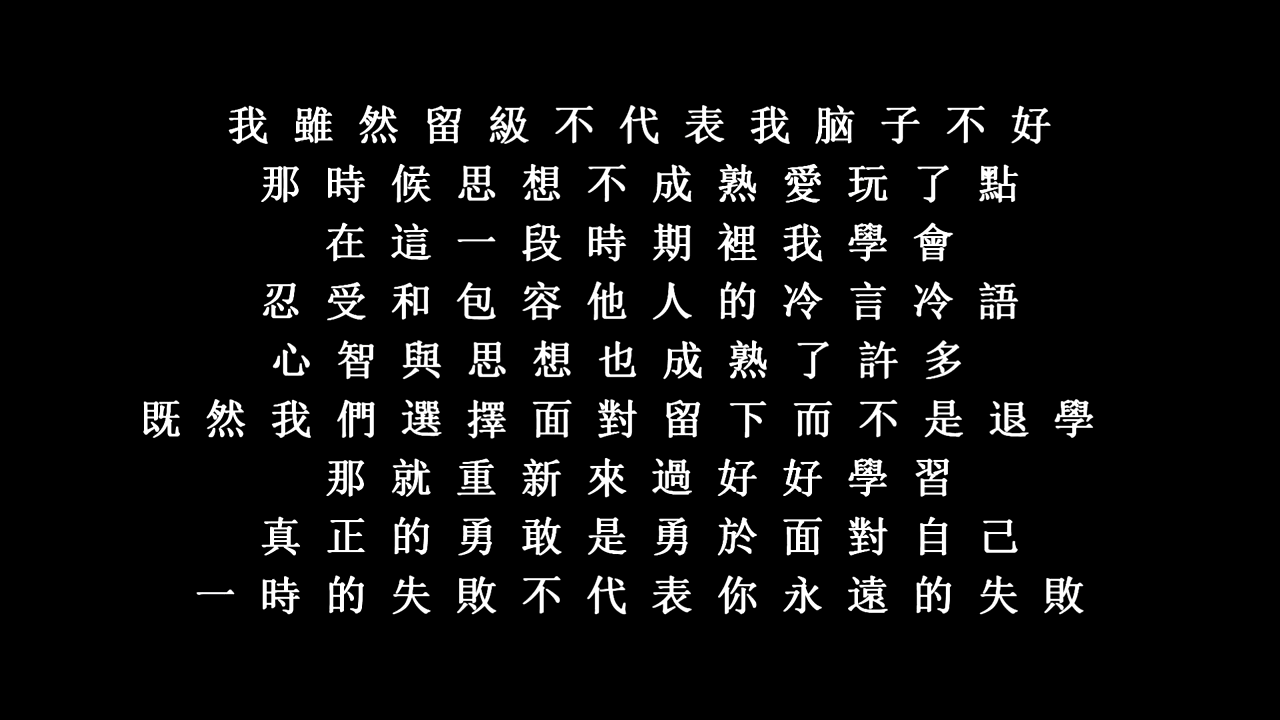 我雖然留級不代表我脑子不好
那時候思想不成熟愛玩了點
在這一段時期裡我學會
忍受和包容他人的冷言冷語
心智與思想也成熟了許多
既然我們選擇面對留下而不是退學
那就重新來過好好學習
真正的勇敢是勇於面對自己
一時的失敗不代表你永遠的失敗